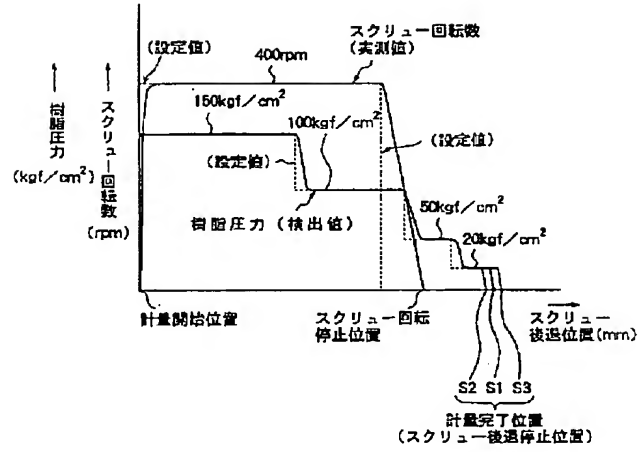 スクリュー回転数
(実測値)
(設定値)
400rpm
150kgf/cm²
100kgf/cm²
樹脂圧力
(kgf/cm²)
スクリュー回転数
(rpm)
(設定値)
(設定値)
樹脂圧力(検出値)
50kgf/cm²
20kgf/cm²
計量開始位置
スクリュー回転
停止位置
スクリュー
後退位置(mm)
S2 S1 S3
計量完了位置
(スクリュー後退停止位置)